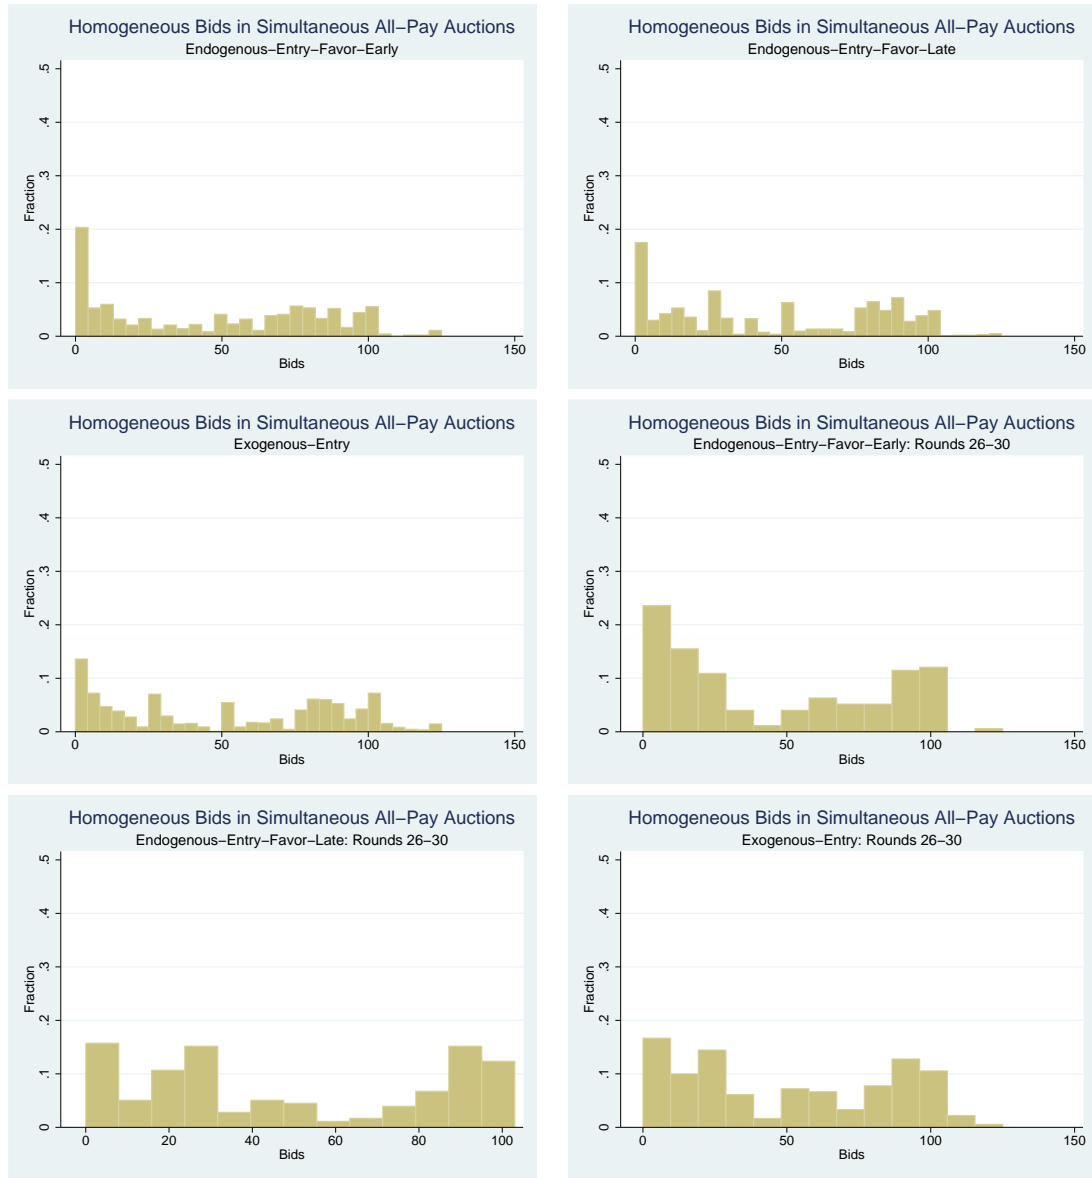 Homogeneous Bids in Simultaneous All−Pay Auctions
Endogenous−Entry−Favor−Early
.5
.4
.3
.2
.1
0
Fraction
0 50 100 150
Bids
Homogeneous Bids in Simultaneous All−Pay Auctions
Endogenous−Entry−Favor−Late
.5
.4
.3
.2
.1
0
Fraction
0 50 100 150
Bids
Homogeneous Bids in Simultaneous All−Pay Auctions
Exogenous−Entry
.5
.4
.3
.2
.1
0
Fraction
0 50 100 150
Bids
Homogeneous Bids in Simultaneous All−Pay Auctions
Endogenous−Entry−Favor−Early: Rounds 26−30
.5
.4
.3
.2
.1
0
Fraction
0 50 100 150
Bids
Homogeneous Bids in Simultaneous All−Pay Auctions
Endogenous−Entry−Favor−Late: Rounds 26−30
.5
.4
.3
.2
.1
0
Fraction
0 20 40 60 80 100
Bids
Homogeneous Bids in Simultaneous All−Pay Auctions
Exogenous−Entry: Rounds 26−30
.5
.4
.3
.2
.1
0
Fraction
0 50 100 150
Bids